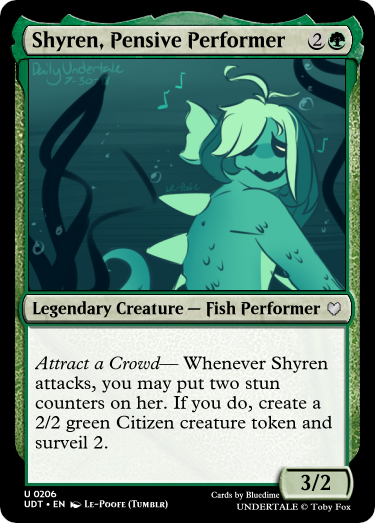 Shyren, Pensive Performer 2
DailyUndertale
Legendary Creature — Fish Performer
Attract a Crowd— Whenever Shyren
attacks, you may put two stun
counters on her. If you do, create a
2/2 green Citizen creature token and
surveil 2.
3/2
U 0206
Cards by Bluedime
UDT • EN Le-Poofe (Tumblr)
UNDERTALE © Toby Fox